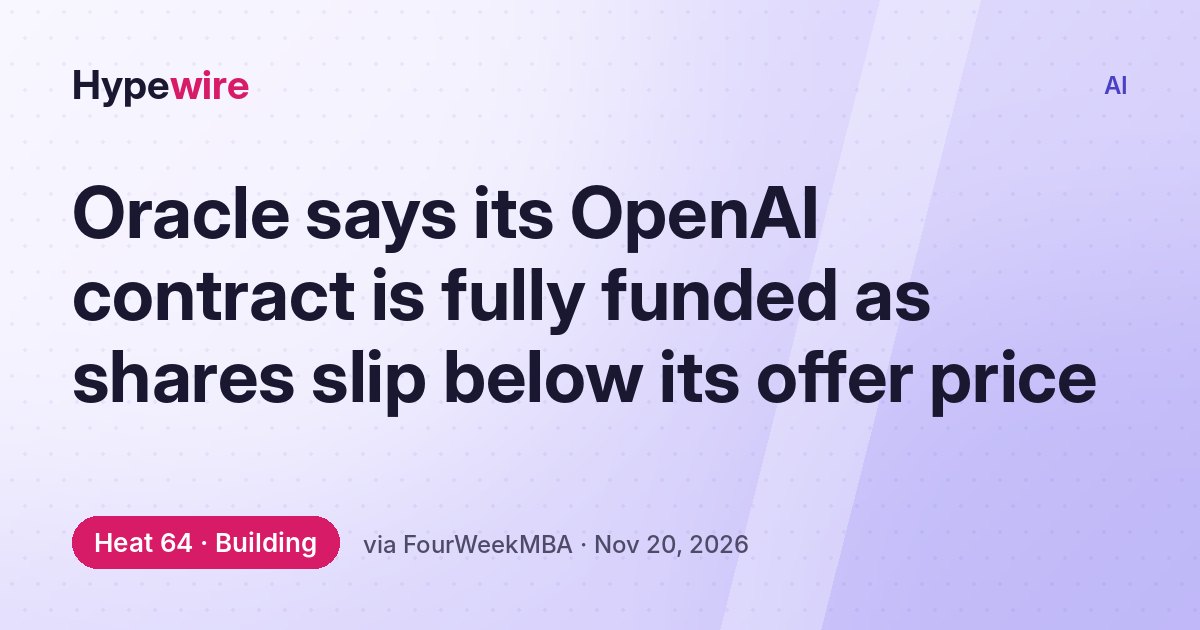 Hypewire
AI
Oracle says its OpenAI
contract is fully funded as
shares slip below its offer price
Heat 64 · Building
via FourWeekMBA · Nov 20, 2026